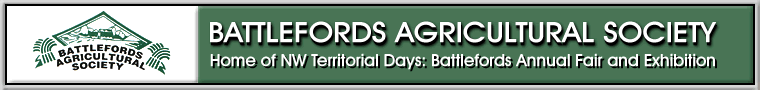 BATTLEFORDS
AGRICULTURAL
SOCIETY
BATTLEFORDS AGRICULTURAL SOCIETY
Home of NW Territorial Days: Battlefords Annual Fair and Exhibition